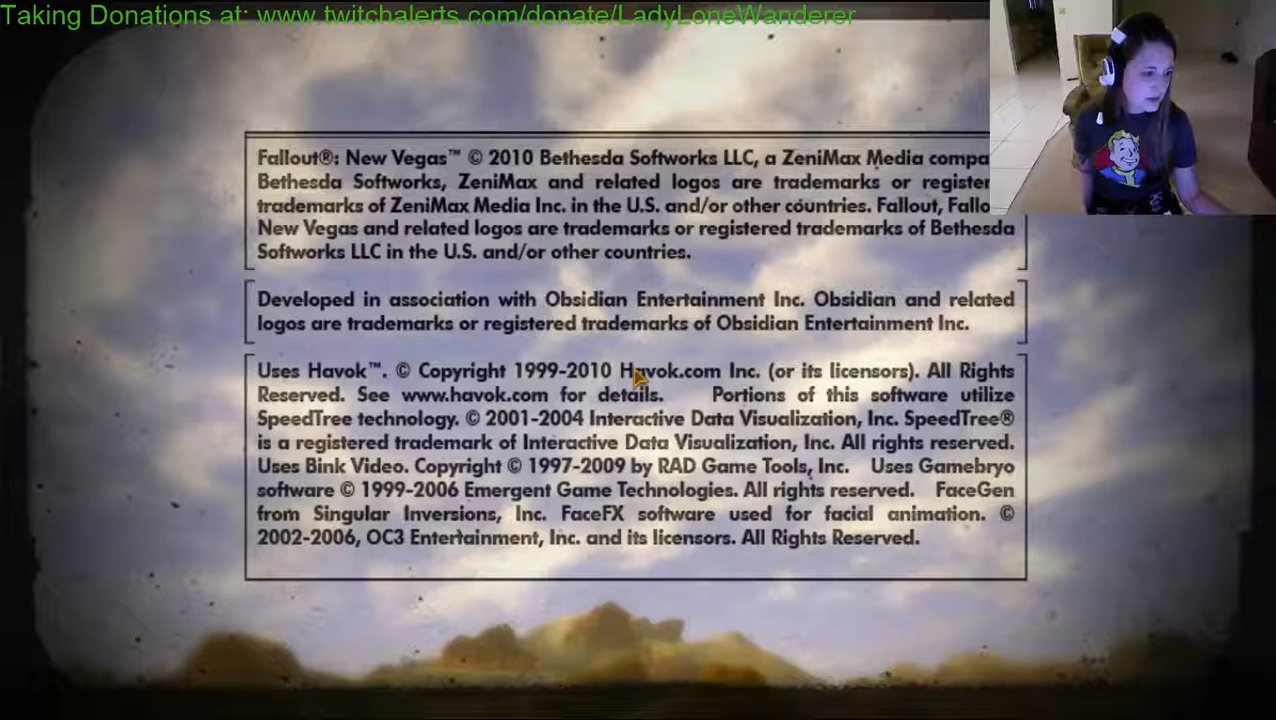 Taking Donations at: www.twitchalerts.com/donate/LadyLoneWanderer
Fallout®: New Vegas™ © 2010 Bethesda Softworks LLC, a ZeniMax Media compa
Bethesda Softworks, ZeniMax and related logos are trademarks or register
trademarks of ZeniMax Media Inc. in the U.S. and/or other countries. Fallout, Fallo
New Vegas and related logos are trademarks or registered trademarks of Bethesda
Softworks LLC in the U.S. and/or other countries.
Developed in association with Obsidian Entertainment Inc. Obsidian and related
logos are trademarks or registered trademarks of Obsidian Entertainment Inc.
Uses Havok™. © Copyright 1999-2010 Havok.com Inc. (or its licensors). All Rights
Reserved. See www.havok.com for details. Portions of this software utilize
SpeedTree technology. © 2001-2004 Interactive Data Visualization, Inc. SpeedTree®
is a registered trademark of Interactive Data Visualization, Inc. All rights reserved.
Uses Bink Video. Copyright © 1997-2009 by RAD Game Tools, Inc. Uses Gamebryo
software © 1999-2006 Emergent Game Technologies. All rights reserved. FaceGen
from Singular Inversions, Inc. FaceFX software used for facial animation. ©
2002-2006, OC3 Entertainment, Inc. and its licensors. All Rights Reserved.